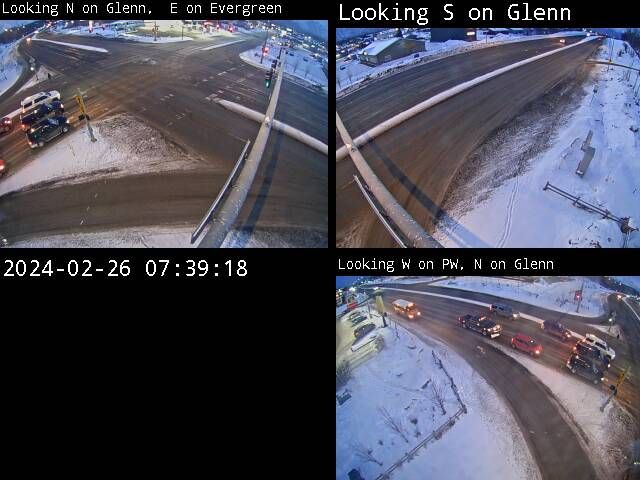 Looking N on Glenn,  E on Evergreen
Looking S on Glenn
2024-02-26 07:39:18
Looking W on PW, N on Glenn